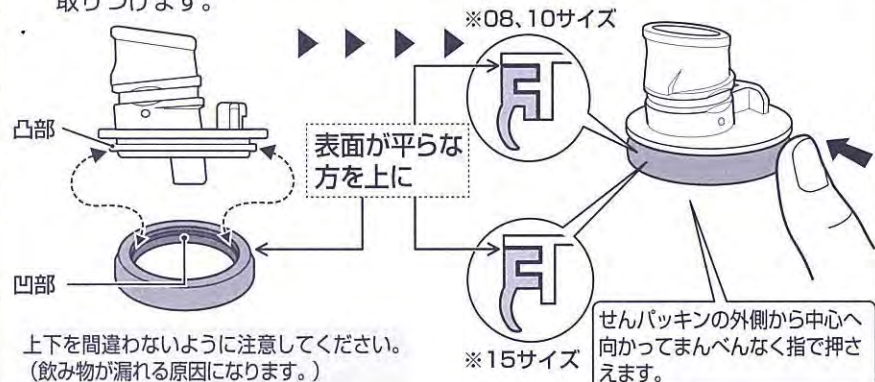 取りつけます。
※08、10サイズ
凸部
表面が平らな
方を上に
凹部
上下を間違わないように注意してください。
(飲み物が漏れる原因になります。)
※15サイズ
せんパッキンの外側から中心へ
向かってまんべんなく指で押さ
えます。